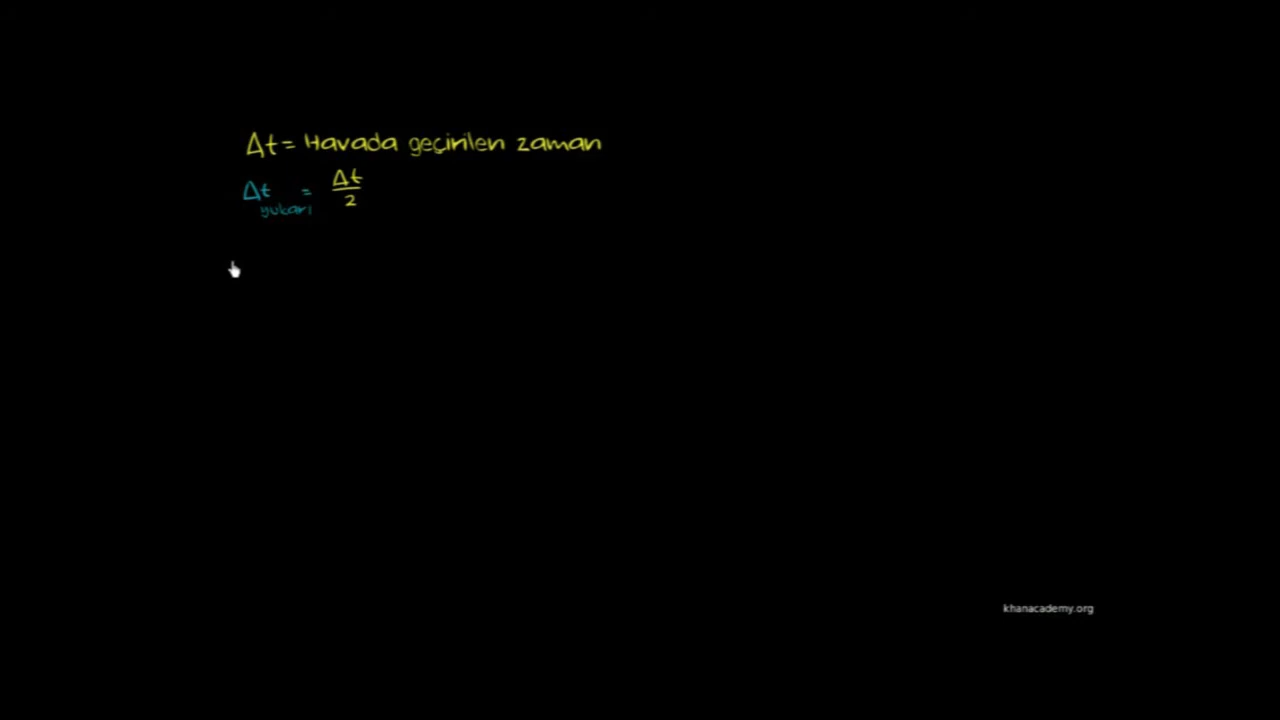 Δt = Havada geçirilen zaman
Δt yukarı = Δt/2
khanacademy.org